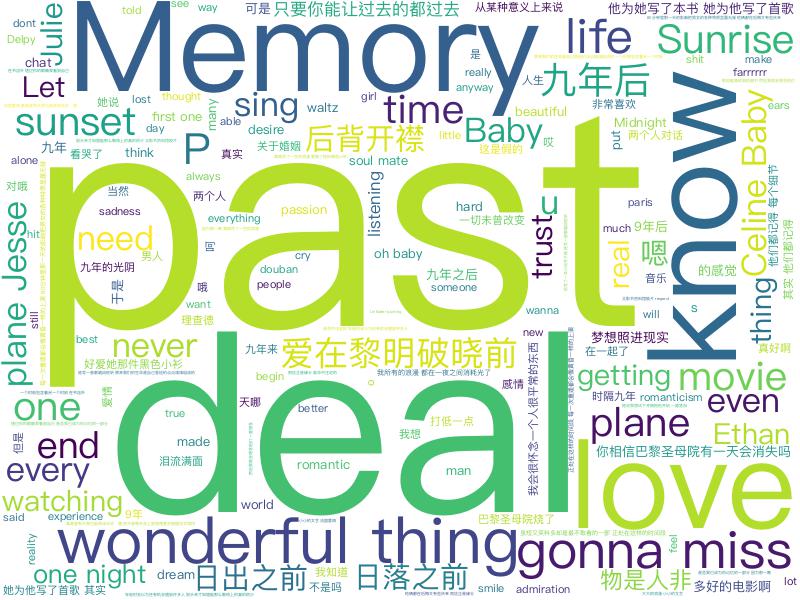 told
see
way
可是
只要你能让过去的都过去
从某种意义上来说
他为她写了本书 她为他写了首歌
dont
Delpy
Julie
chat
Let
Memory
life
Sunrise
shit
make
farrrrrr
是
really
anyway
人生
九年后
她说
lost
thought
first one
many
able
sing
waltz
desire
girl
time
非常喜欢
beautiful
ears
sunset
day
九年
看哭了
think
P
真实
关于婚姻
后背开襟
little
Baby
这是假的
哎
put
Midnight
两个人对话
know
Celine Baby
每个细节
他们都记得
alone
soul mate
always
对哦
当然
两个人
listening
hard
一切未曾改变
u
paris
past
sadness
everything
passion
trust
much
9年后
hit
need
男人
cry
oh baby
real
嗯
plane Jesse
九年的光阴
douban
people
九年之后
someone
音乐
的感觉
于是
哦
want
理查德
wanna
will
s
thing
其实 他们都记得
still
best
never
九年来
爱在黎明破晓前
new
梦想照进现实
在一起了
真好啊
好爱她那件黑色小衫
我所有的浪漫 都在一夜之间消耗光了
begin
感情
我会很怀念一个人很平常的东西
getting
movie
one
爱情
true
天哪
better
deal
时隔九年
romanticism
even
但是
end
made
我想
打低一点
plane
Ethan
every
泪流满面
romantic
man
love
你相信巴黎圣母院有一天会消失吗
watching
world
said
experience
9年
巴黎圣母院烧了
wonderful thing
gonna miss
feel
reality
one night
dream
日出之前
我知道
不是吗
日落之前
smile
admiration
物是人非
多好的电影啊
lot
她为他写了首歌 其实